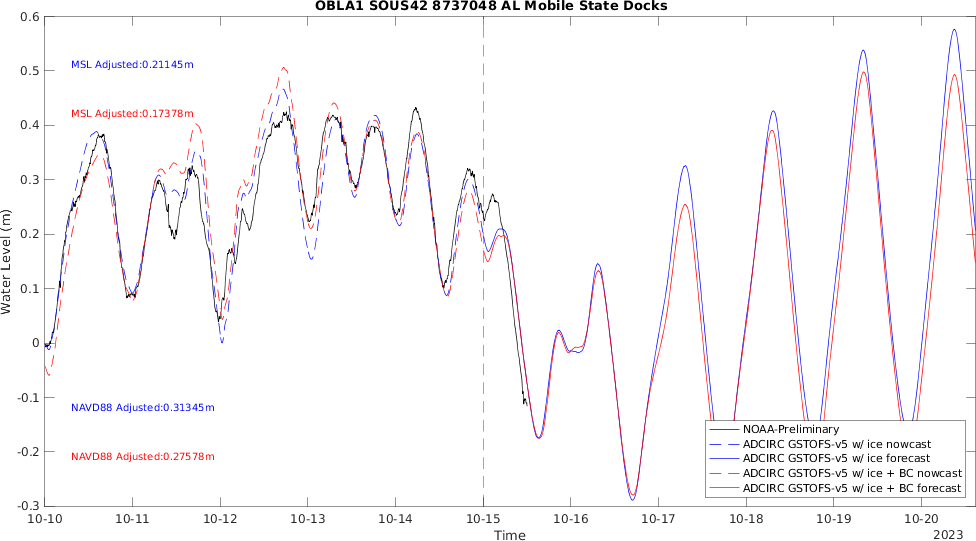 OBLA1 SOUS42 8737048 AL Mobile State Docks
0.6
0.5
0.4
0.3
0.2
0.1
0
-0.1
-0.2
-0.3
Water Level (m)
MSL Adjusted:0.21145m
MSL Adjusted:0.17378m
NAVD88 Adjusted:0.31345m
NAVD88 Adjusted:0.27578m
NOAA-Preliminary
ADCIRC GSTOFS-v5 w/ ice nowcast
ADCIRC GSTOFS-v5 w/ ice forecast
ADCIRC GSTOFS-v5 w/ ice + BC nowcast
ADCIRC GSTOFS-v5 w/ ice + BC forecast
10-10 10-11 10-12 10-13 10-14 10-15 10-16 10-17 10-18 10-19 10-20
Time
2023